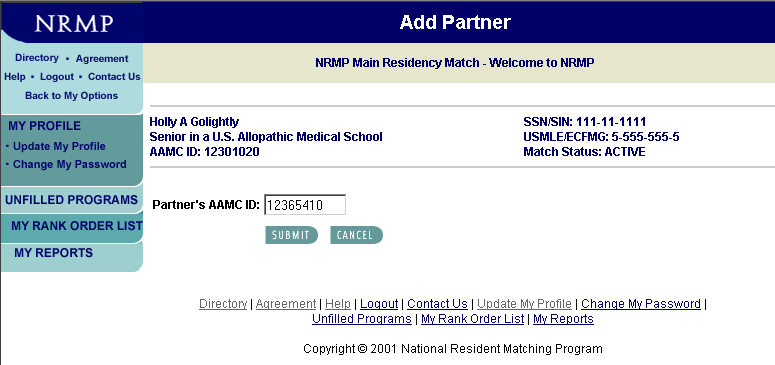 NRMP
Add Partner
Directory • Agreement
Help • Logout • Contact Us
Back to My Options
NRMP Main Residency Match - Welcome to NRMP
MY PROFILE
• Update My Profile
• Change My Password
UNFILLED PROGRAMS
MY RANK ORDER LIST
MY REPORTS
Holly A Golightly
Senior in a U.S. Allopathic Medical School
AAMC ID: 12301020
SSN/SIN: 111-11-1111
USMLE/ECFMG: 5-555-555-5
Match Status: ACTIVE
Partner's AAMC ID: 12365410
SUBMIT CANCEL
Directory | Agreement | Help | Logout | Contact Us | Update My Profile | Change My Password |
Unfilled Programs | My Rank Order List | My Reports
Copyright © 2001 National Resident Matching Program